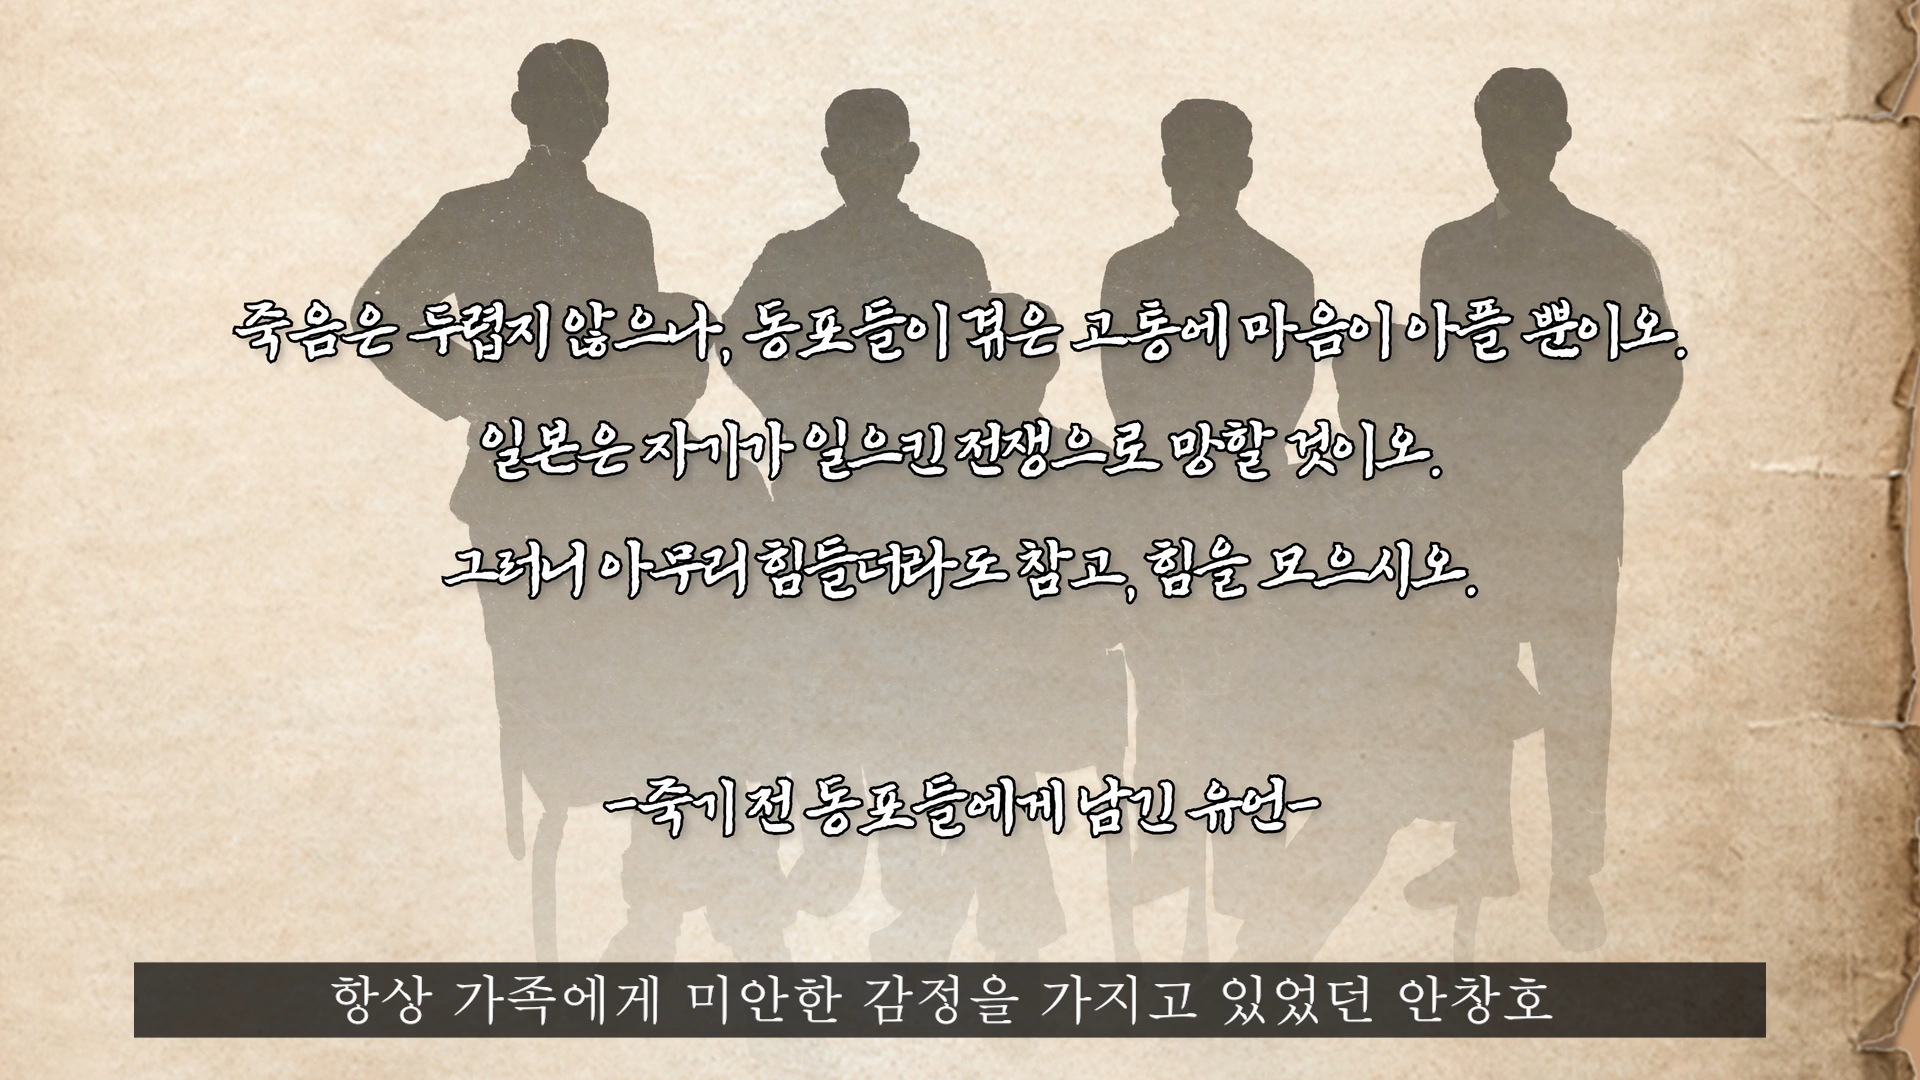 죽음은 두렵지 않으나, 동포들이 겪은 고통에 마음이 아플 뿐이오.
일본은 자기가 일으킨 전쟁으로 망할 것이오.
그러니 아무리 힘들더라도 참고, 힘을 모으시오.
-죽기 전 동포들에게 남긴 유언-
항상 가족에게 미안한 감정을 가지고 있었던 안창호